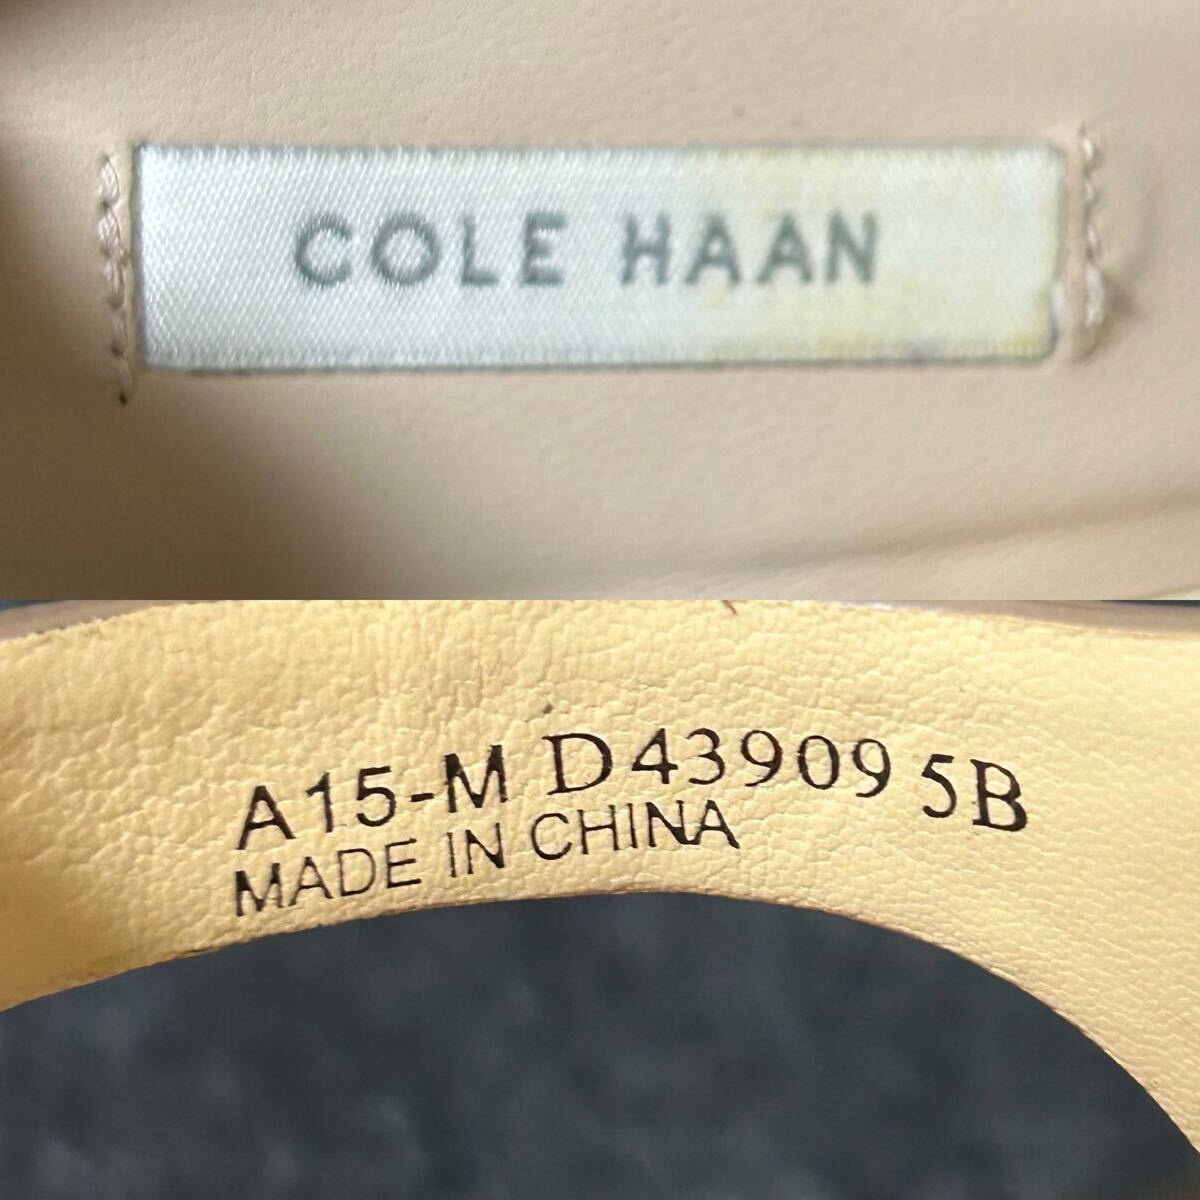 COLE HAAN
A15-M D43909 5B
MADE IN CHINA